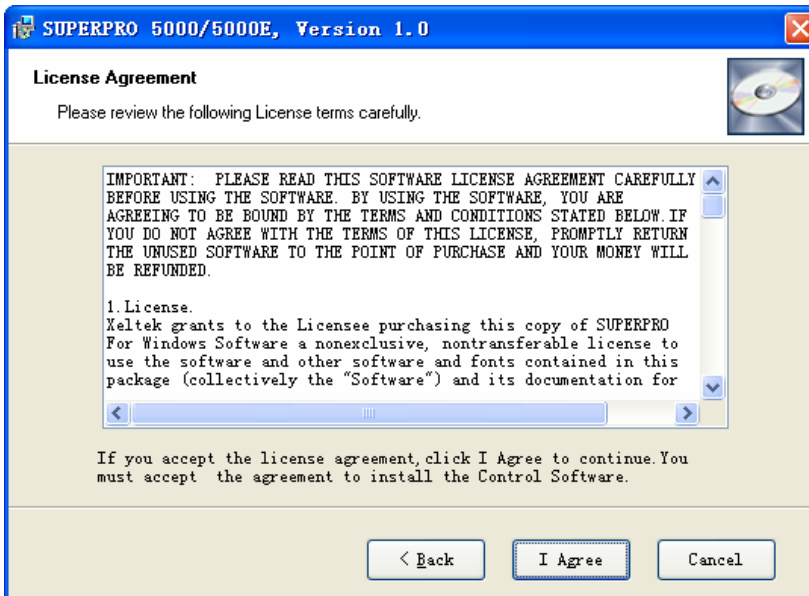 SUPERPRO 5000/5000E, Version 1.0
License Agreement
Please review the following License terms carefully.
IMPORTANT:  PLEASE READ THIS SOFTWARE LICENSE AGREEMENT CAREFULLY
BEFORE USING THE SOFTWARE. BY USING THE SOFTWARE, YOU ARE
AGREEING TO BE BOUND BY THE TERMS AND CONDITIONS STATED BELOW.IF
YOU DO NOT AGREE WITH THE TERMS OF THIS LICENSE, PROMPTLY RETURN
THE UNUSED SOFTWARE TO THE POINT OF PURCHASE AND YOUR MONEY WILL
BE REFUNDED.
1.License.
Xeltek grants to the Licensee purchasing this copy of SUPERPRO
For Windows Software a nonexclusive, nontransferable license to
use the software and other software and fonts contained in this
package (collectively the "Software") and its documentation for
If you accept the license agreement,click I Agree to continue.You
must accept  the agreement to install the Control Software.
< Back
I Agree
Cancel